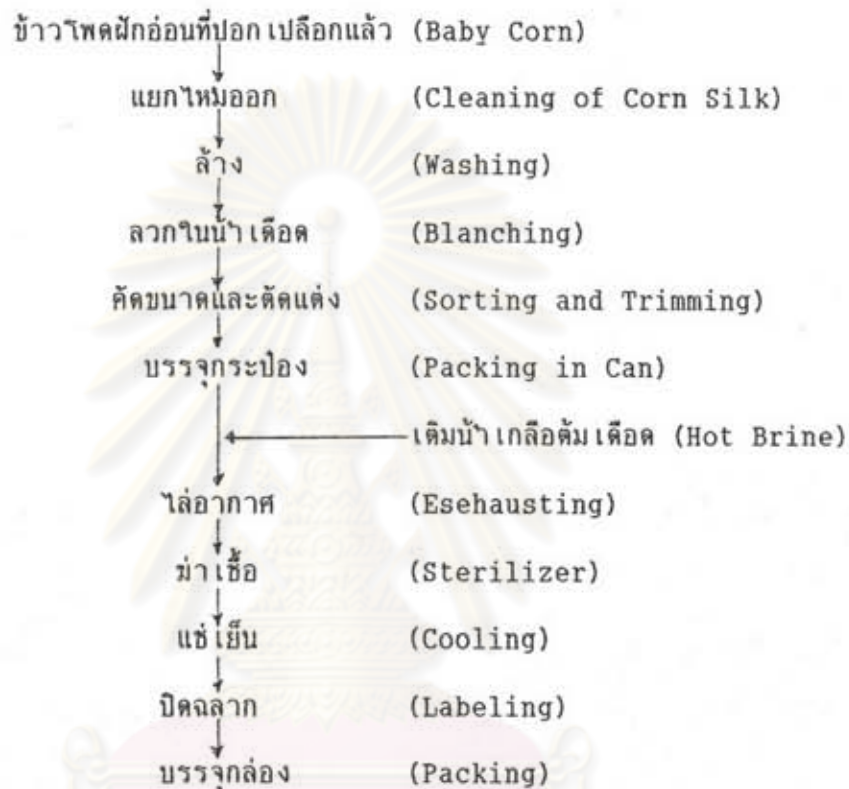 ข้าวโพดฝักอ่อนที่ปอกเปลือกแล้ว (Baby Corn)
แยกไหมออก (Cleaning of Corn Silk)
ล้าง (Washing)
ลวกในน้ำเดือด (Blanching)
คัดขนาดและตัดแต่ง (Sorting and Trimming)
บรรจุกระป๋อง (Packing in Can)
เติมน้ำเกลือต้มเดือด (Hot Brine)
ไล่อากาศ (Esehausting)
ฆ่าเชื้อ (Sterilizer)
แช่เย็น (Cooling)
ปิดฉลาก (Labeling)
บรรจุกล่อง (Packing)